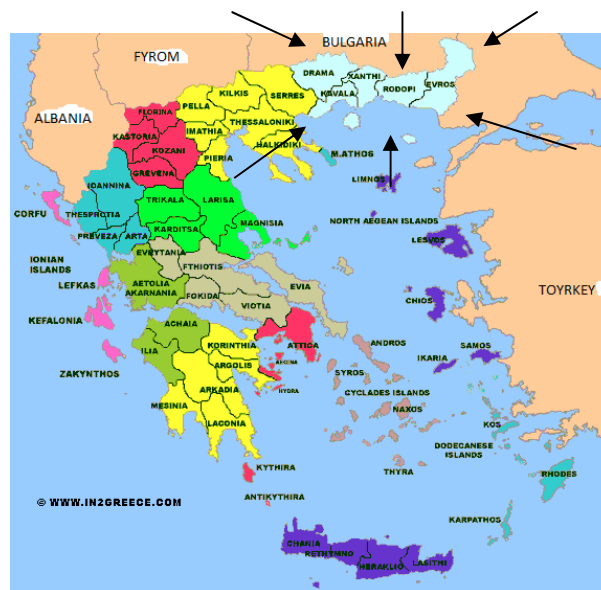 BULGARIA
FYROM
DRAMA
XANTHI
KAVALA
RODOPI
EVROS
KILKIS
PELLA
SERRES
FLORINA
ALBANIA
THESSALONIKI
IMATHIA
KASTORIA
HALKIDIKI
KOZANI
PIERIA
M.ATHOS
GREVENA
LIMNOS
IOANNINA
TRIKALA
LARISA
CORFU
THESPROTIA
NORTH AEGEAN ISLANDS
MAGNISIA
KARDITSA
PREVEZA
ARTA
LESVOS
EVRYTANIA
IONIAN
ISLANDS
FTHIOTIS
LEFKAS
AETOLIA
AKARNANIA
EVIA
TOYRKEY
FOKIDA
VIOTIA
CHIOS
KEFALONIA
ACHAIA
KORINTHIA
ATTICA
ANDROS
SAMOS
ILIA
AEGENA
IKARIA
ARGOLIS
SYROS
ZAKYNTHOS
ARKADIA
HYDRA
CYCLADES ISLANDS
MESINIA
NAXOS
LACONIA
KOS
DODECANESE
ISLANDS
KYTHIRA
THYRA
RHODES
ANTIKYTHIRA
© WWW.IN2GREECE.COM
KARPATHOS
CHANIA
RETHYMNO
LASITHI
HERAKLIO